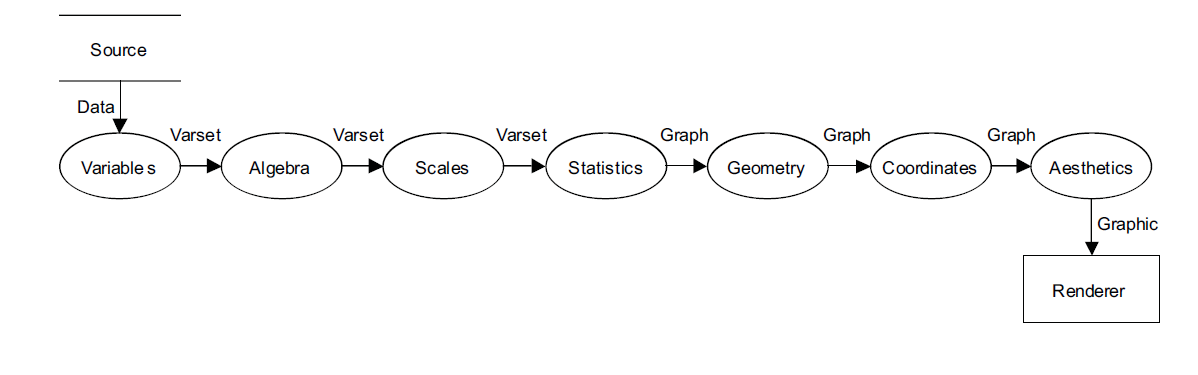 Source
Data
Varset
Varset
Varset
Graph
Graph
Graph
Variables
Algebra
Scales
Statistics
Geometry
Coordinates
Aesthetics
Graphic
Renderer